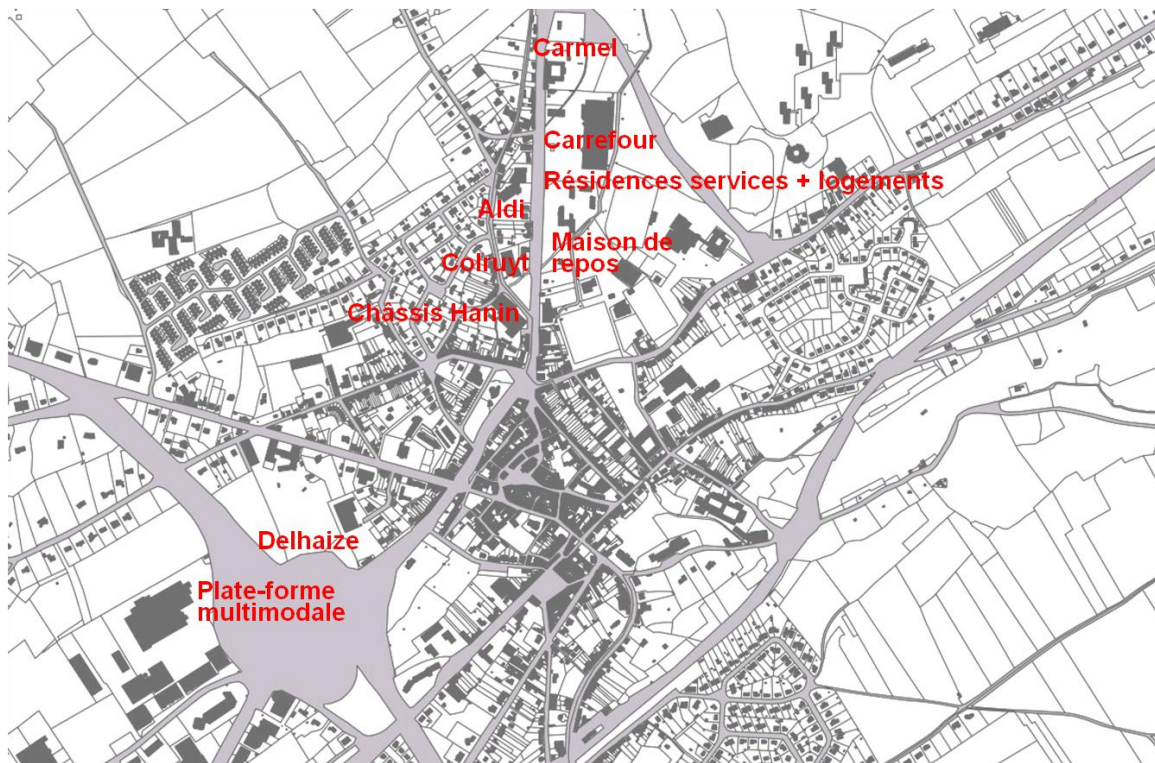 Carmel
Carrefour
Résidences services + logements
Aldi
Maison de
repos
Colruyt
Châssis Hanin
Delhaize
Plate-forme
multimodale